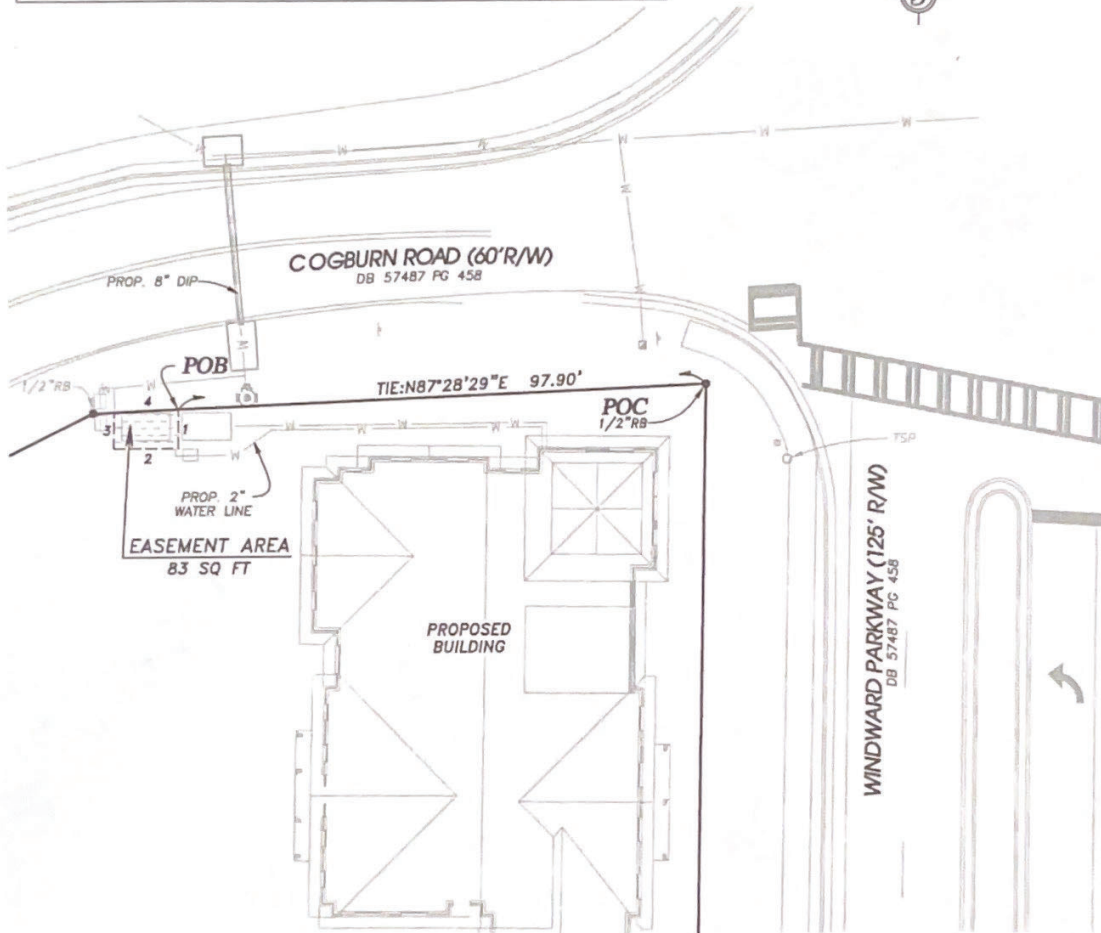 W
W
W
W
W
W
W
COGBURN ROAD (60'R/W)
DB 57487 PG 458
PROP. 8" DIP
W
W
POB
1/2"RB
W
4
TIE:N87°28'29"E 97.90'
POC
1/2"RB
3
1
2
W
W
W
W
W
W
TSP
PROP. 2"
WATER LINE
EASEMENT AREA
83 SQ FT
PROPOSED
BUILDING
WINDWARD PARKWAY (125' R/W)
DB 57487 PG 458